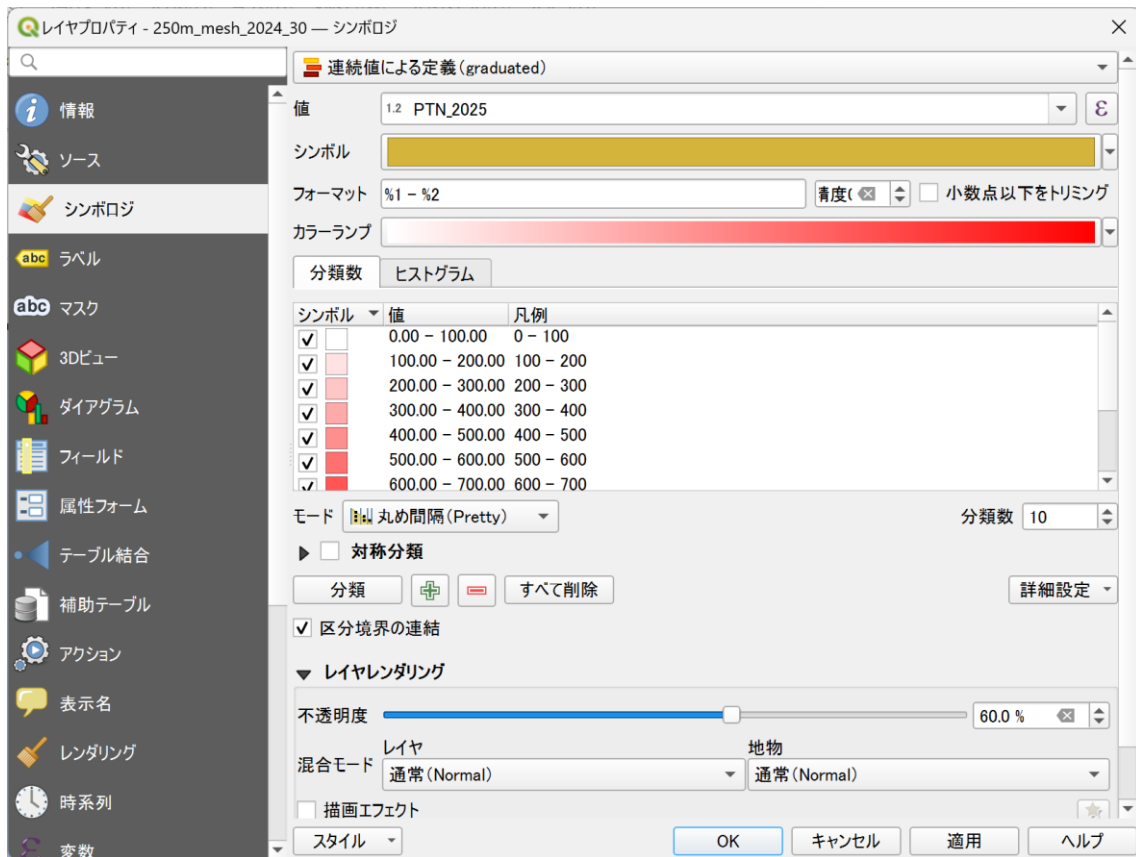 レイヤプロパティ - 250m_mesh_2024_30 — シンボロジ
連続値による定義(graduated)
情報
ソース
シンボロジ
abc ラベル
abc マスク
3Dビュー
ダイアグラム
フィールド
属性フォーム
テーブル結合
補助テーブル
アクション
表示名
レンダリング
時系列
変数
値 1.2 PTN_2025 ε
シンボル
フォーマット %1 - %2 精度( 小数点以下をトリミング
カラーランプ
分類数 ヒストグラム
シンボル 値 凡例
0.00 - 100.00 0 - 100
100.00 - 200.00 100 - 200
200.00 - 300.00 200 - 300
300.00 - 400.00 300 - 400
400.00 - 500.00 400 - 500
500.00 - 600.00 500 - 600
600.00 - 700.00 600 - 700
モード 丸め間隔(Pretty) 分類数 10
対称分類
分類 すべて削除 詳細設定
区分境界の連結
レイヤレンダリング
不透明度 60.0 %
レイヤ 地物
混合モード 通常(Normal) 通常(Normal)
描画エフェクト
スタイル OK キャンセル 適用 ヘルプ